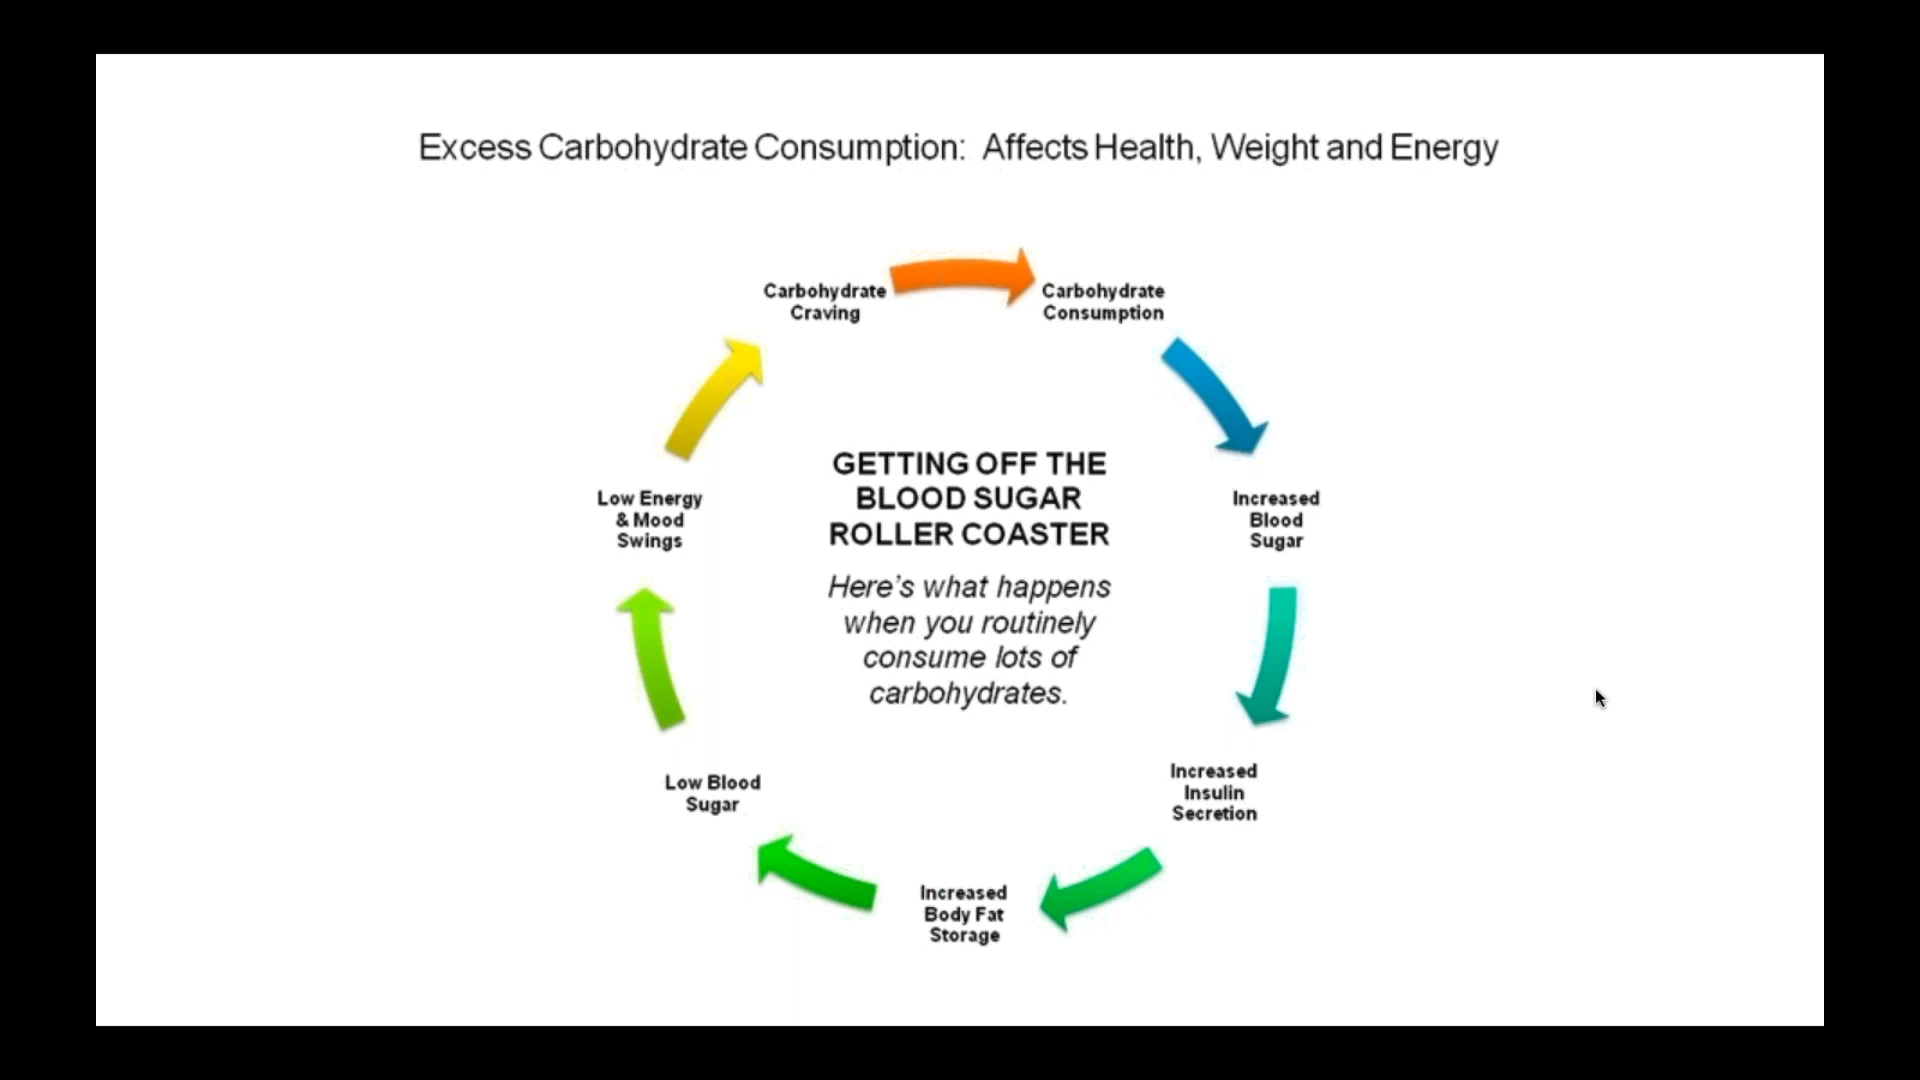 Excess Carbohydrate Consumption: Affects Health, Weight and Energy
Carbohydrate
Craving
Carbohydrate
Consumption
Increased
Blood
Sugar
Increased
Insulin
Secretion
Increased
Body Fat
Storage
Low Blood
Sugar
Low Energy
& Mood
Swings
GETTING OFF THE
BLOOD SUGAR
ROLLER COASTER
Here's what happens
when you routinely
consume lots of
carbohydrates.